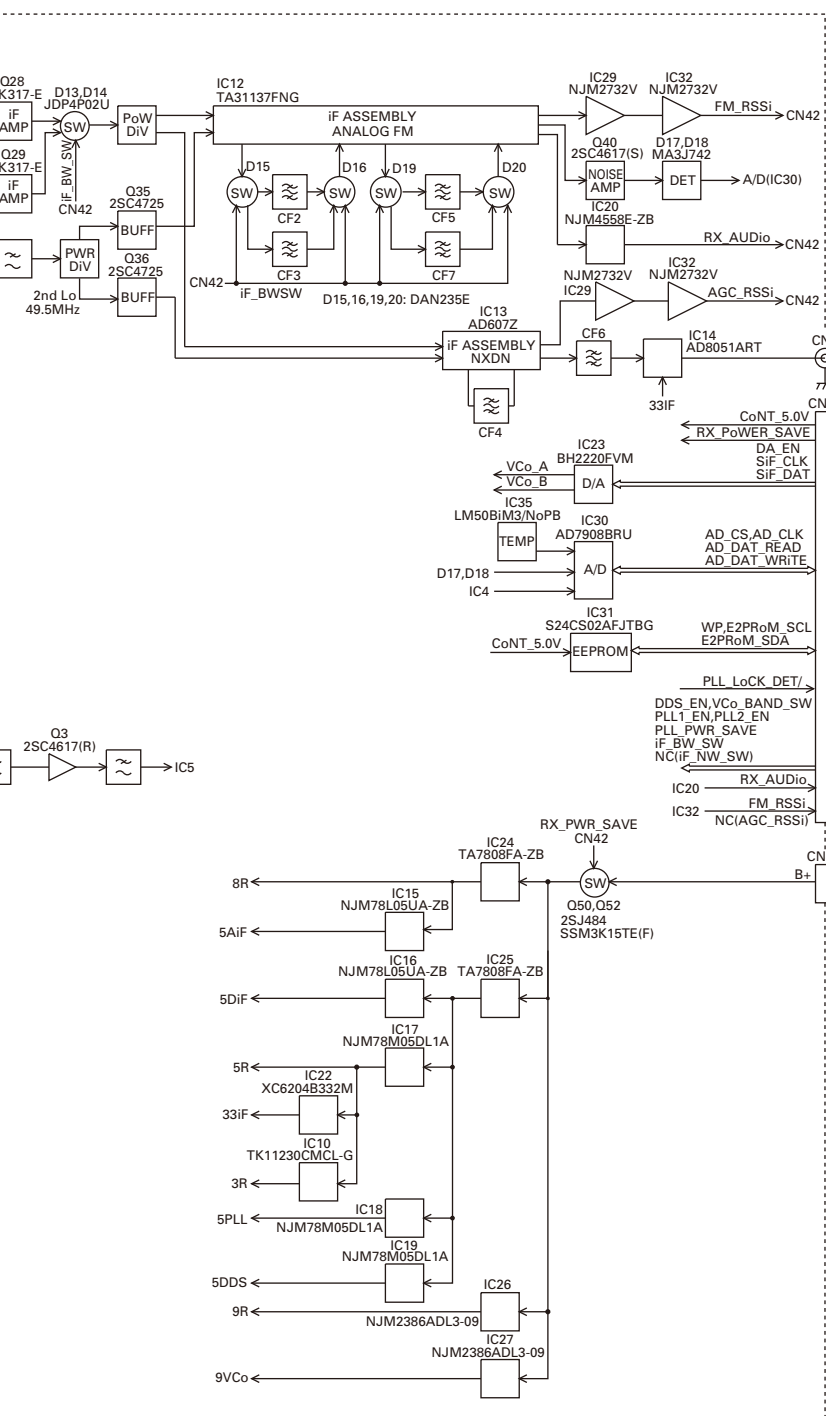 Q28
K317-E
iF
AMP
D13,D14
JDP4P02U
SW
PoW
DiV
Q29
K317-E
iF
AMP
iF_BW_SW
CN42
Q35
2SC4725
BUFF
PWR
DiV
Q36
2SC4725
BUFF
2nd Lo
49.5MHz
IC12
TA31137FNG
iF ASSEMBLY
ANALOG FM
D15
D16
D19
D20
SW
SW
SW
SW
CF2
CF5
CF3
CF7
CN42
iF_BWSW
D15,16,19,20: DAN235E
IC29
NJM2732V
IC32
NJM2732V
FM_RSSi
CN42
Q40
2SC4617(S)
NOISE
AMP
D17,D18
MA3J742
DET
A/D(IC30)
IC20
NJM4558E-ZB
RX_AUDio
CN42
NJM2732V
IC29
IC32
NJM2732V
AGC_RSSi
CN42
IC13
AD607Z
iF ASSEMBLY
NXDN
CF4
CF6
IC14
AD8051ART
33IF
CN
CN
CoNT_5.0V
RX_PoWER_SAVE
DA_EN
SiF_CLK
SiF_DAT
IC23
BH2220FVM
D/A
VCo_A
VCo_B
IC35
LM50BiM3/NoPB
TEMP
IC30
AD7908BRU
A/D
D17,D18
IC4
AD_CS,AD_CLK
AD_DAT_READ
AD_DAT_WRiTE
IC31
S24CS02AFJTBG
CoNT_5.0V
EEPROM
WP,E2PRoM_SCL
E2PRoM_SDA
PLL_LoCK_DET/
DDS_EN,VCo_BAND_SW
PLL1_EN,PLL2_EN
PLL_PWR_SAVE
iF_BW_SW
NC(iF_NW_SW)
RX_AUDio
IC20
FM_RSSi
IC32
NC(AGC_RSSi)
Q3
2SC4617(R)
IC5
RX_PWR_SAVE
CN42
SW
Q50,Q52
2SJ484
SSM3K15TE(F)
CN
B+
IC24
TA7808FA-ZB
8R
IC15
NJM78L05UA-ZB
5AiF
IC16
NJM78L05UA-ZB
IC25
TA7808FA-ZB
5DiF
IC17
NJM78M05DL1A
5R
IC22
XC6204B332M
33iF
IC10
TK11230CMCL-G
3R
IC18
5PLL
NJM78M05DL1A
IC19
NJM78M05DL1A
5DDS
IC26
9R
NJM2386ADL3-09
IC27
NJM2386ADL3-09
9VCo